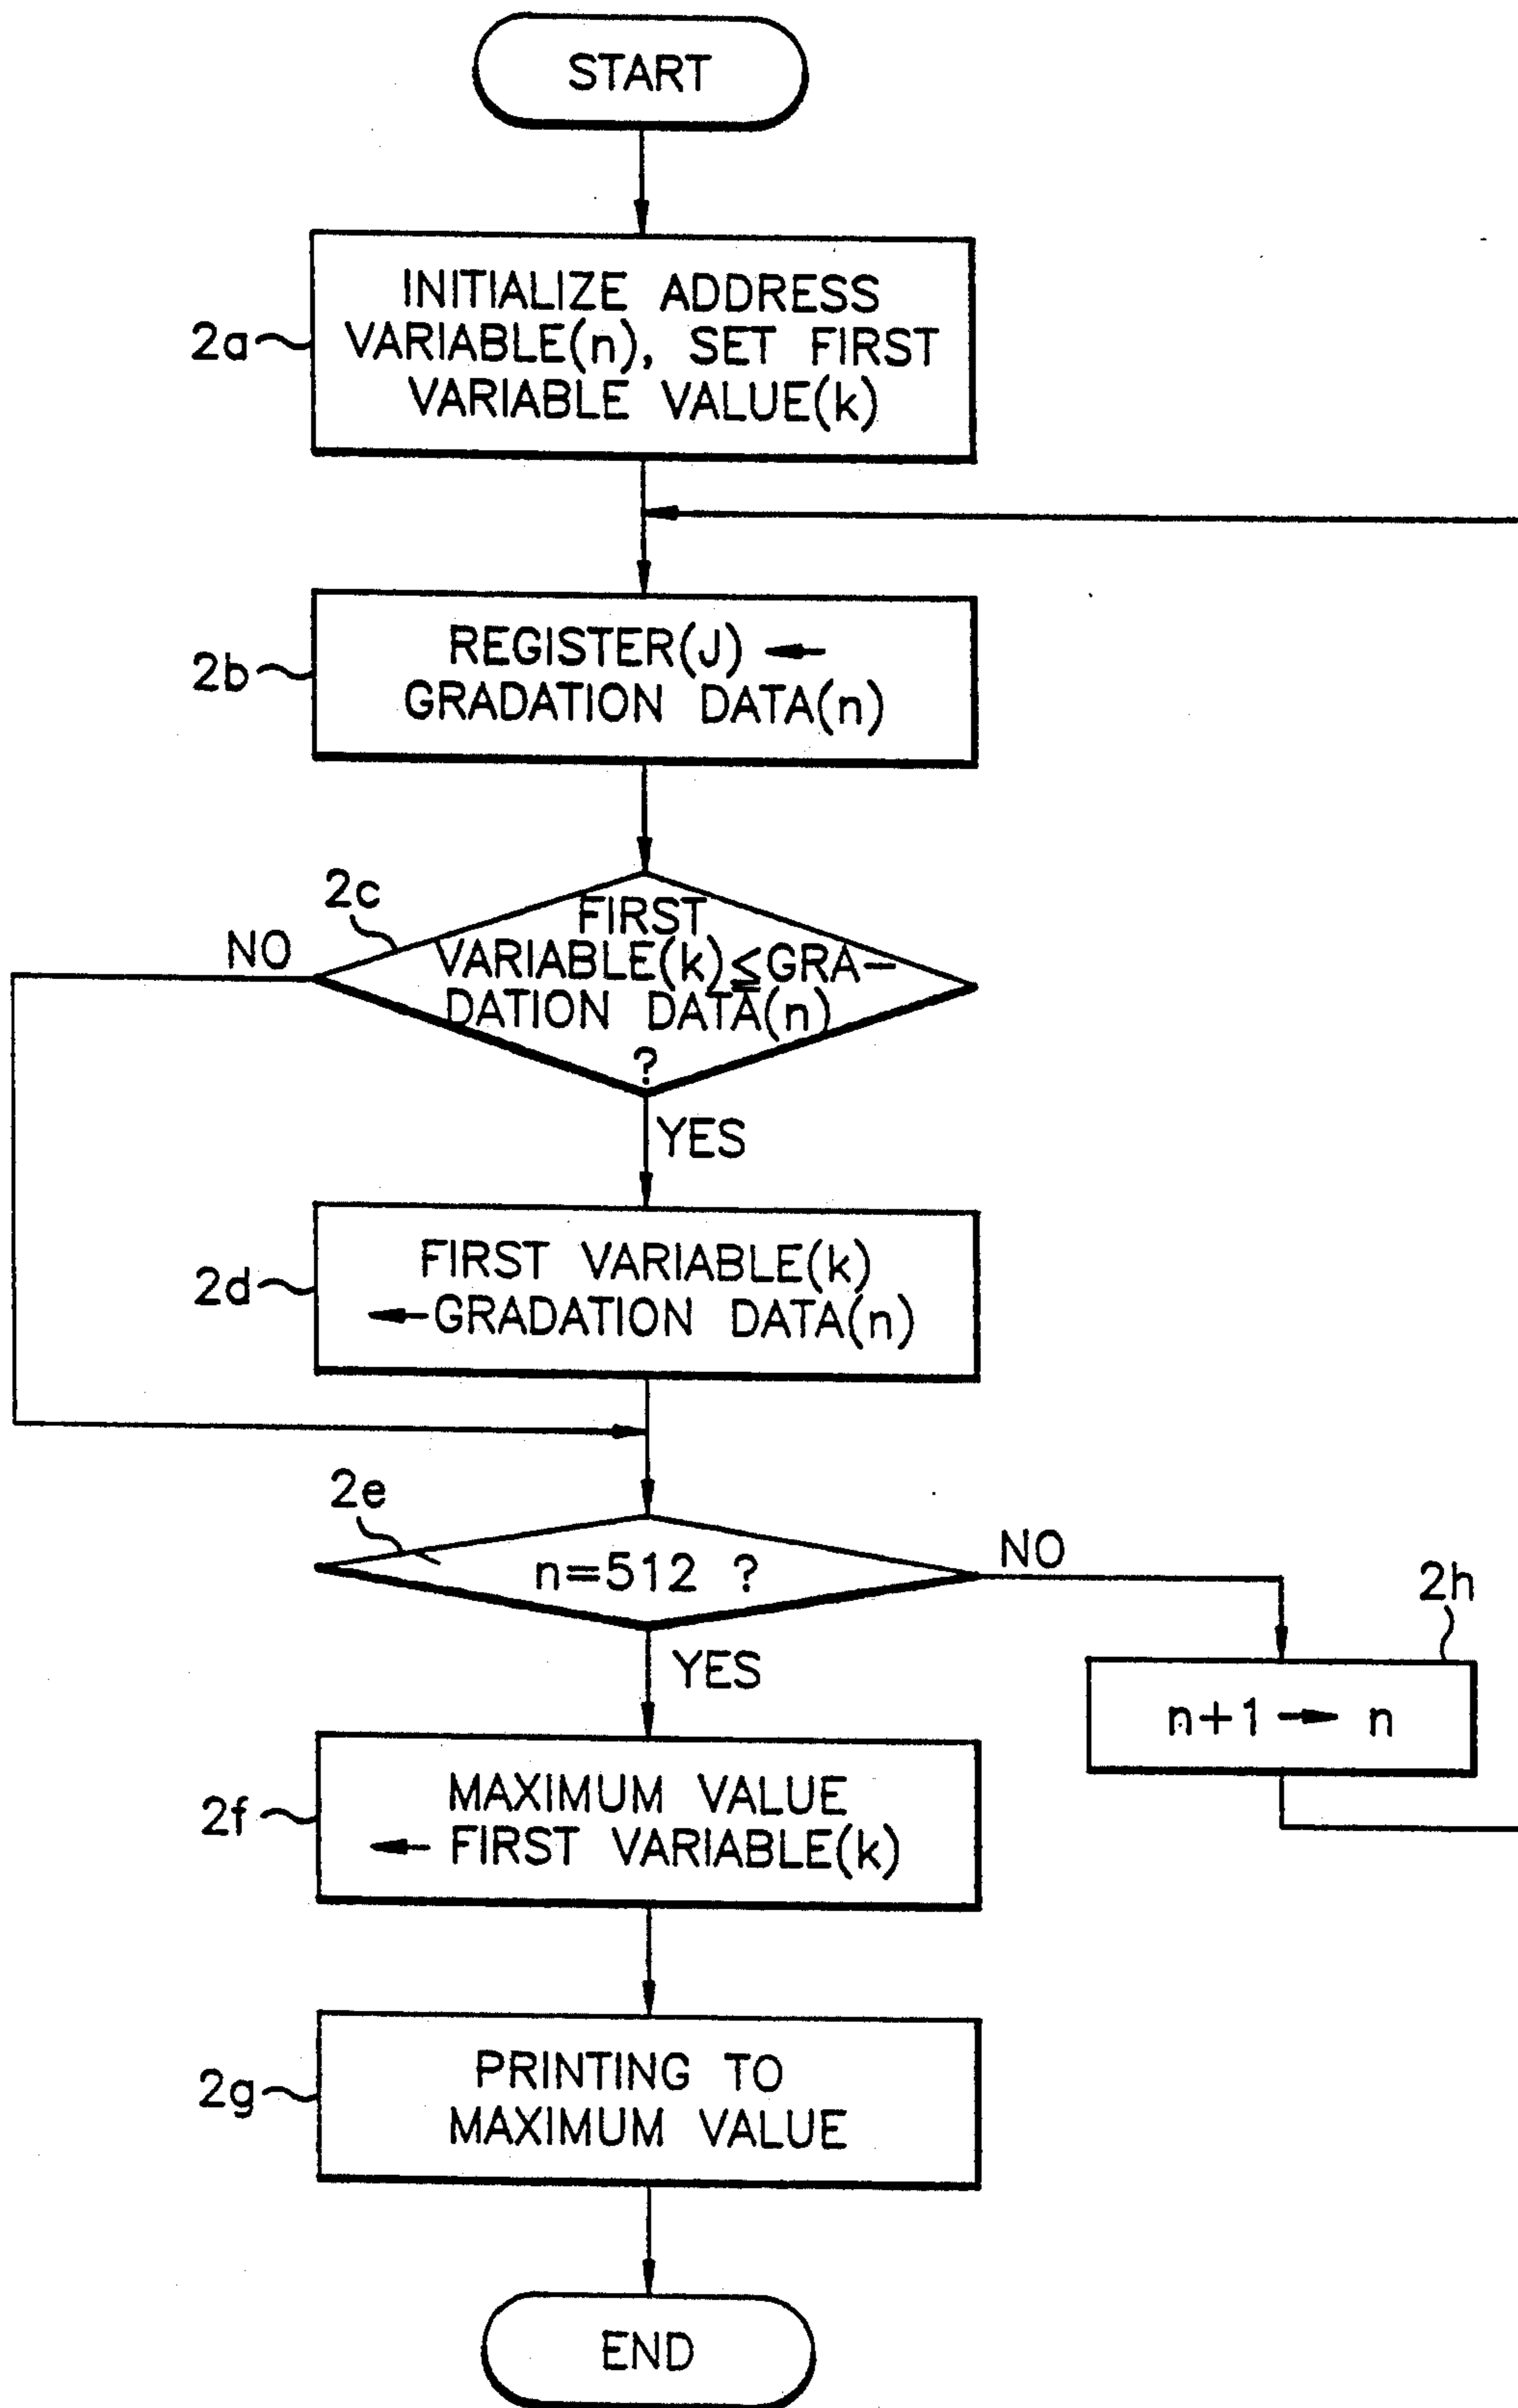 START
INITIALIZE ADDRESS
VARIABLE(n), SET FIRST
VARIABLE VALUE(k)
2a
REGISTER(J) ←
GRADATION DATA(n)
2b
2c
FIRST
VARIABLE(k)≦GRA-
DATION DATA(n)
?
NO
YES
FIRST VARIABLE(k)
←GRADATION DATA(n)
2d
2e
n=512 ?
NO
YES
2h
n+1 → n
MAXIMUM VALUE
← FIRST VARIABLE(k)
2f
PRINTING TO
MAXIMUM VALUE
2g
END